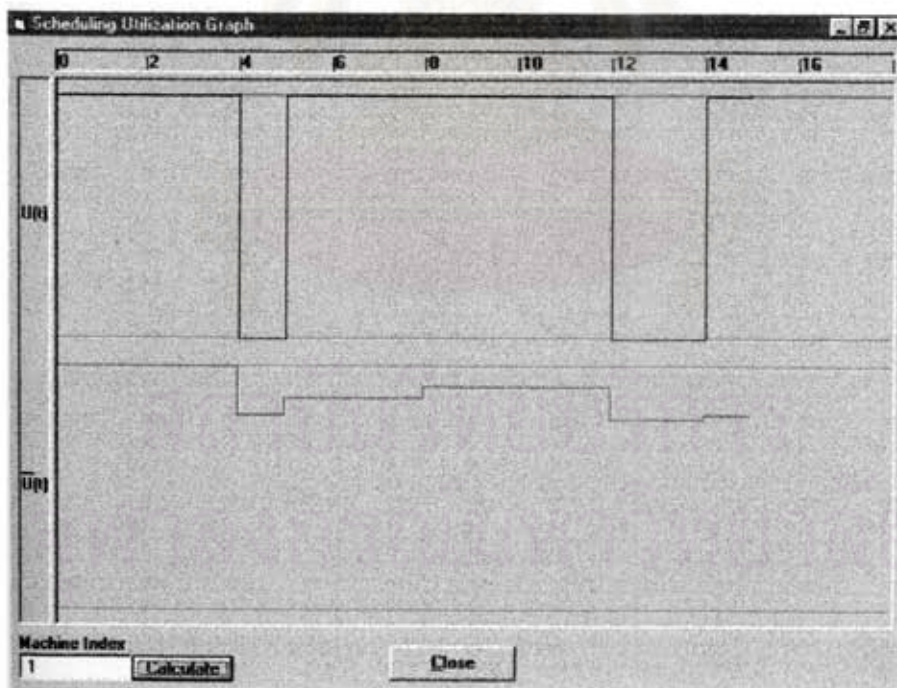 Scheduling Utilization Graph
|0 |2 |4 |6 |8 |10 |12 |14 |16
U(t)
U(t)
Machine Index
1
Calculate
Close